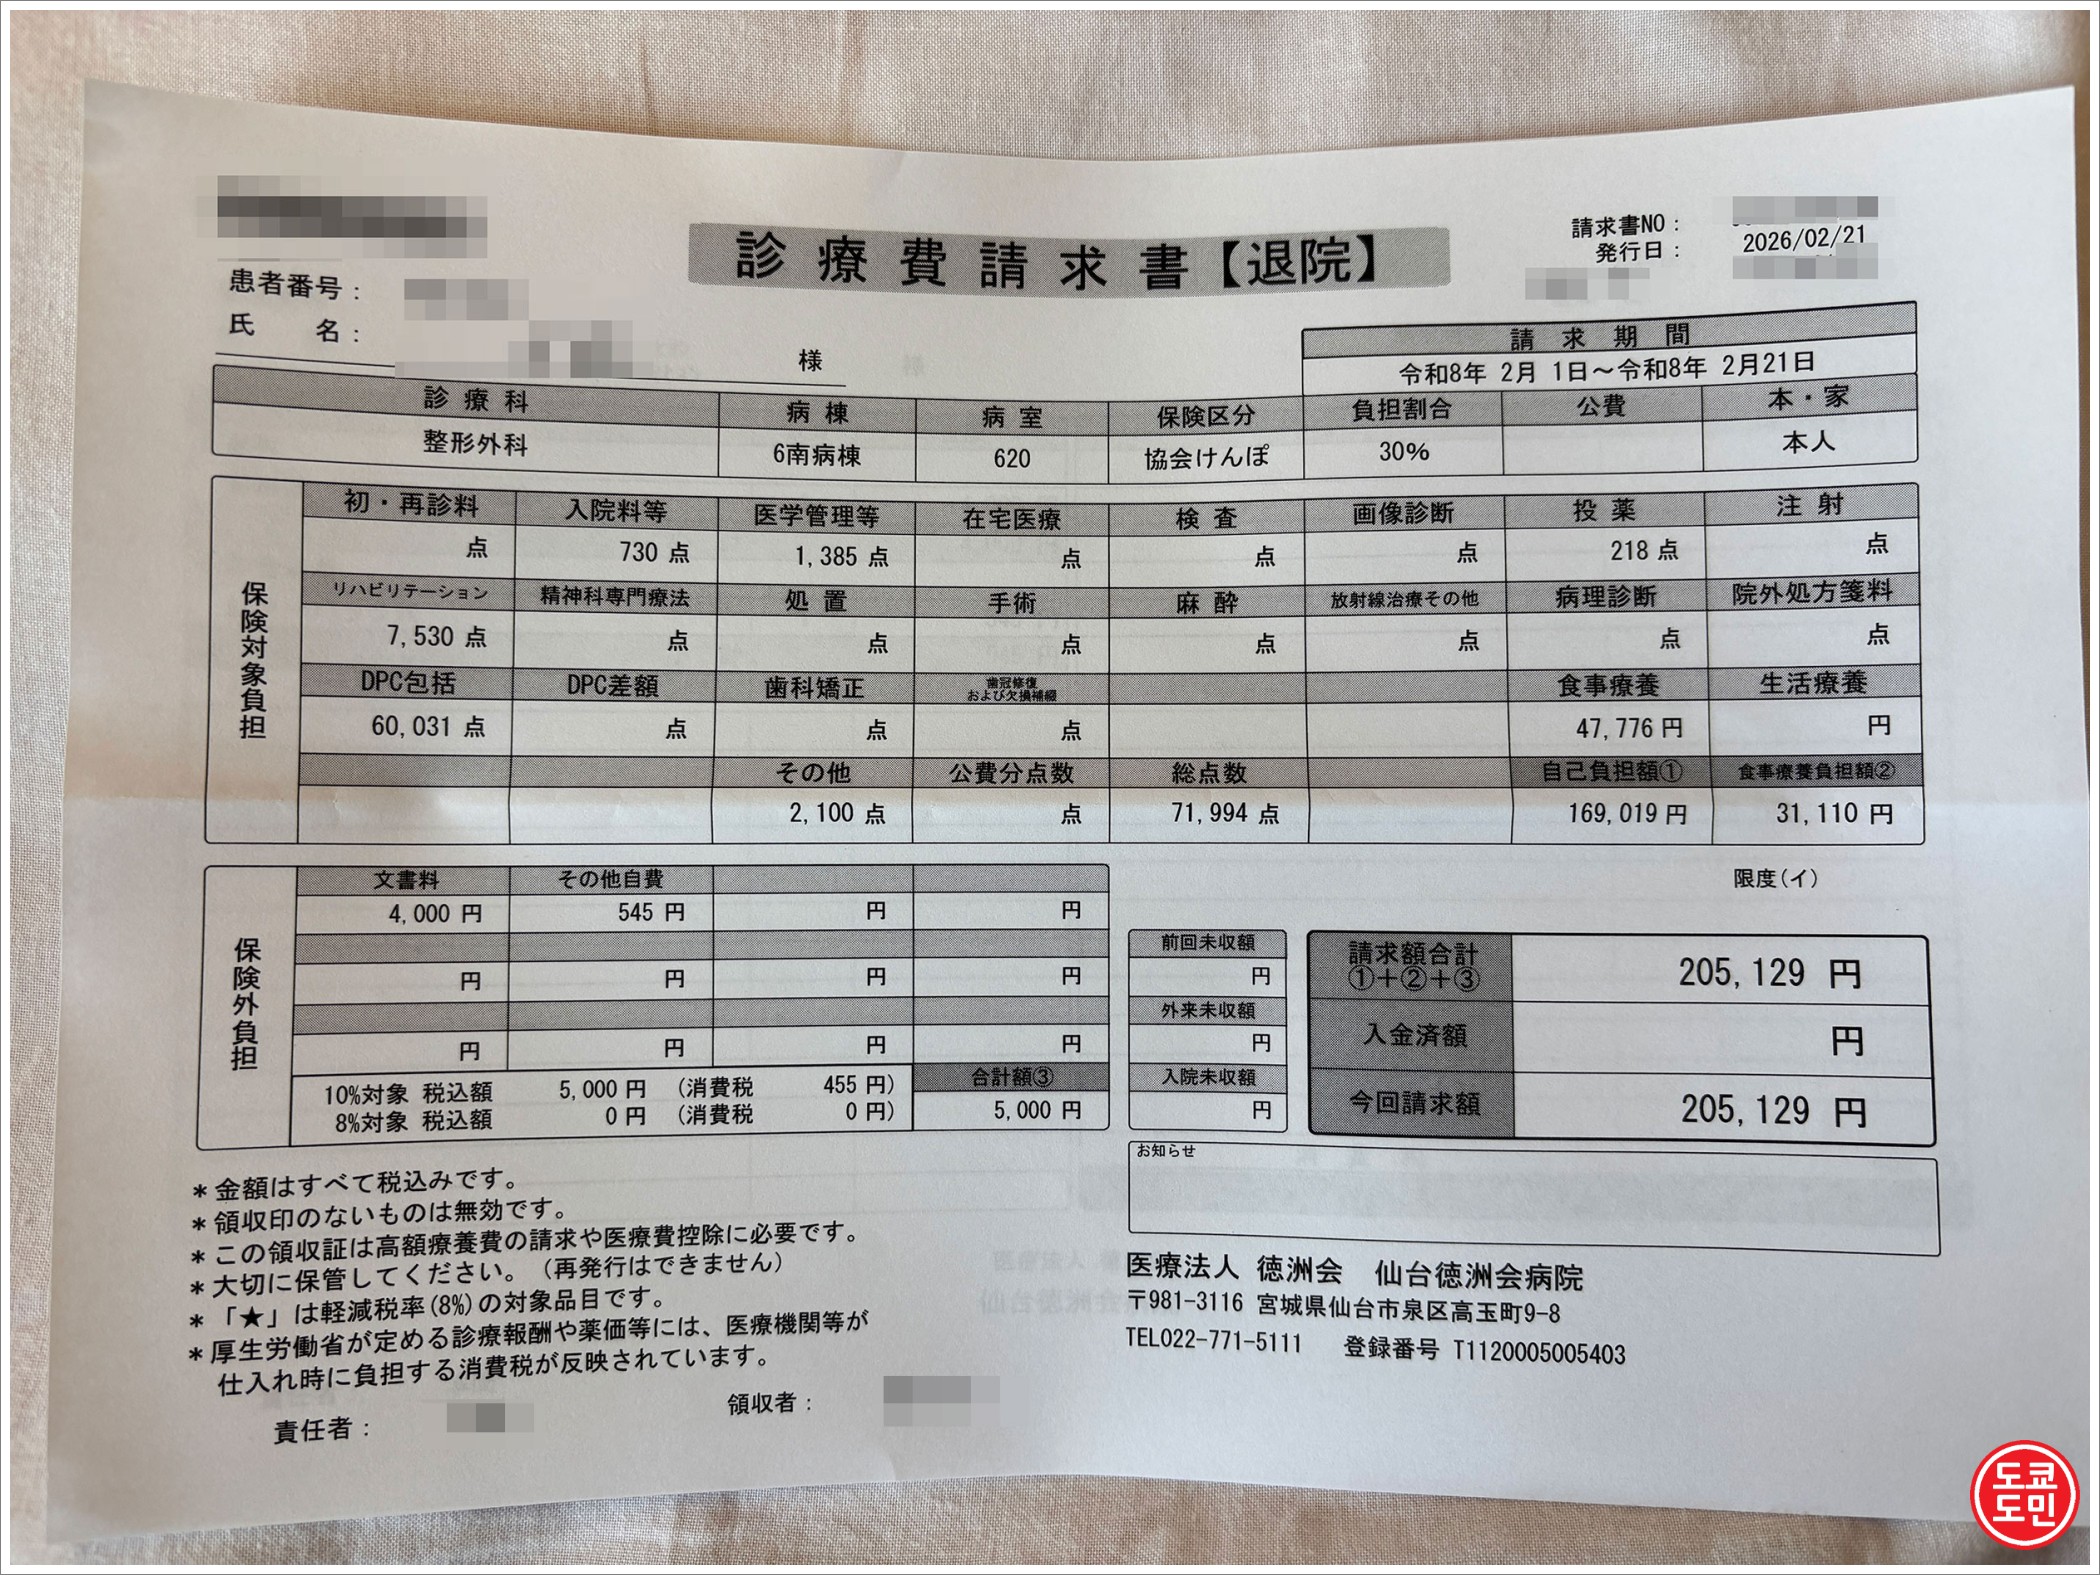 診療費請求書【退院】
請求書NO：
発行日： 2026/02/21
患者番号：
氏　名： 様
請求期間
令和8年 2月 1日～令和8年 2月21日
診療科 病棟 病室 保険区分 負担割合 公費 本・家
整形外科 6南病棟 620 協会けんぽ 30% 本人
保険対象負担
初・再診料 入院料等 医学管理等 在宅医療 検査 画像診断 投薬 注射
点 730 点 1,385 点 点 点 点 218 点 点
リハビリテーション 精神科専門療法 処置 手術 麻酔 放射線治療その他 病理診断 院外処方箋料
7,530 点 点 点 点 点 点 点 点
DPC包括 DPC差額 歯科矯正 歯冠修復および欠損補綴 食事療養 生活療養
60,031 点 点 点 点 47,776 円 円
その他 公費分点数 総点数 自己負担額① 食事療養負担額②
2,100 点 点 71,994 点 169,019 円 31,110 円
限度(イ)
保険外負担
文書料 その他自費
4,000 円 545 円 円 円
円 円 円 円
円 円 円 円
10%対象 税込額 5,000 円 (消費税 455 円)
8%対象 税込額 0 円 (消費税 0 円)
合計額③
5,000 円
前回未収額
円
外来未収額
円
入院未収額
円
請求額合計
①＋②＋③ 205,129 円
入金済額 円
今回請求額 205,129 円
お知らせ
＊金額はすべて税込みです。
＊領収印のないものは無効です。
＊この領収証は高額療養費の請求や医療費控除に必要です。
＊大切に保管してください。（再発行はできません）
＊「★」は軽減税率(8%)の対象品目です。
＊厚生労働省が定める診療報酬や薬価等には、医療機関等が
仕入れ時に負担する消費税が反映されています。
責任者：
領収者：
医療法人 徳洲会 仙台徳洲会病院
〒981-3116 宮城県仙台市泉区高玉町9-8
TEL022-771-5111 登録番号 T1120005005403
도쿄
도민